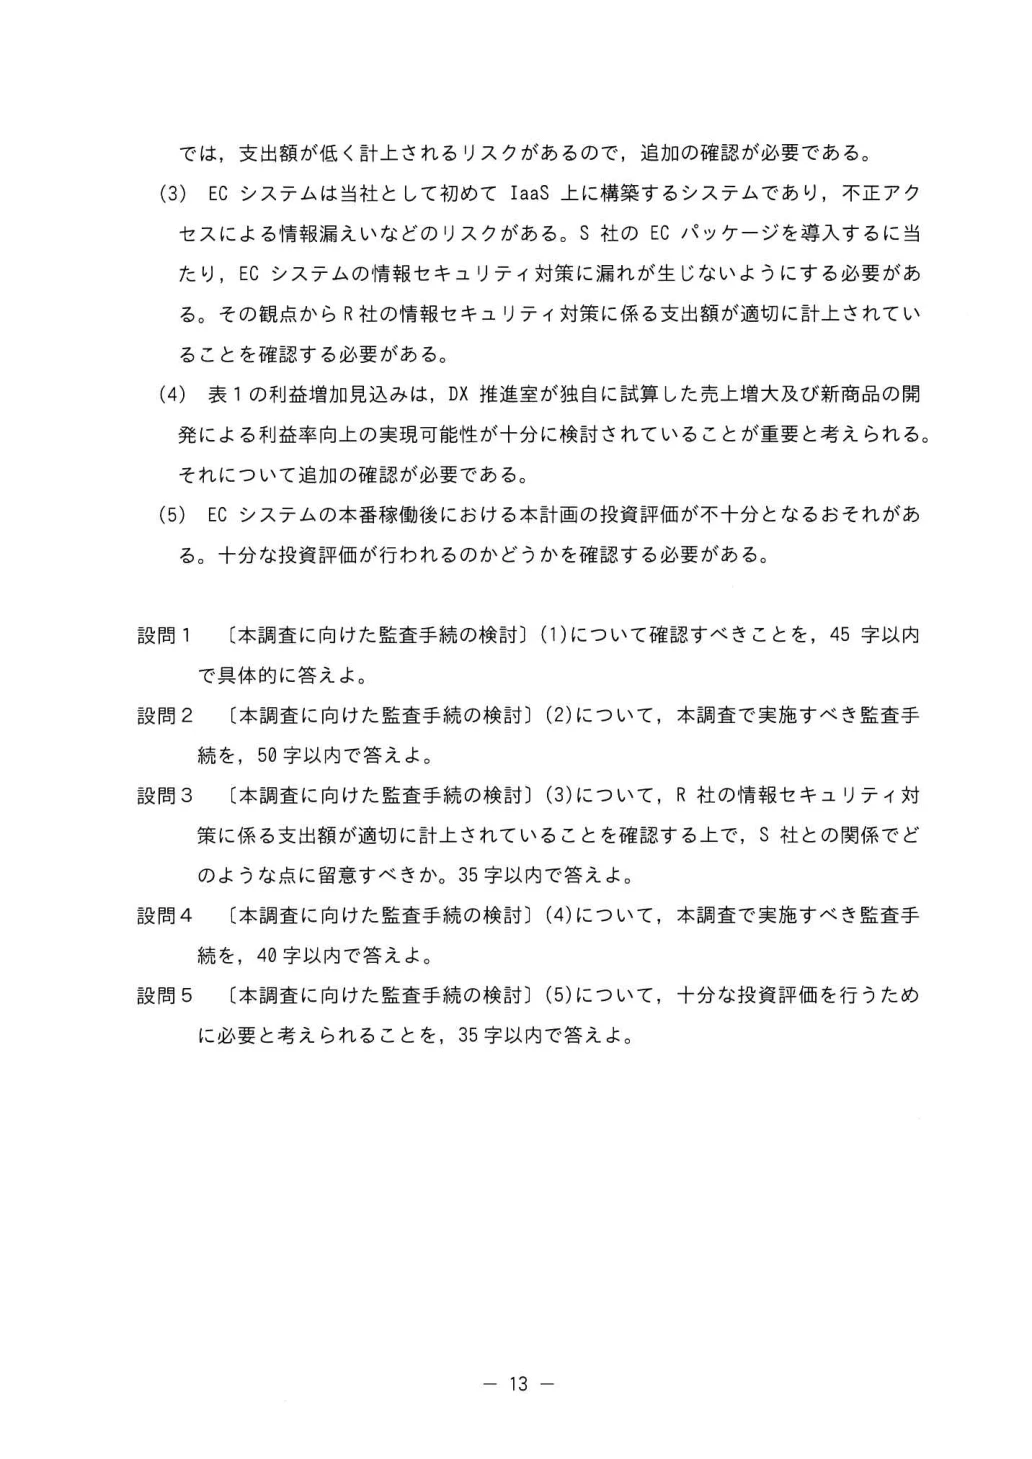 では，支出額が低く計上されるリスクがあるので，追加の確認が必要である。
(3) EC システムは当社として初めて IaaS 上に構築するシステムであり，不正アク
セスによる情報漏えいなどのリスクがある。S 社の EC パッケージを導入するに当
たり，EC システムの情報セキュリティ対策に漏れが生じないようにする必要があ
る。その観点から R 社の情報セキュリティ対策に係る支出額が適切に計上されてい
ることを確認する必要がある。
(4) 表 1 の利益増加見込みは，DX 推進室が独自に試算した売上増大及び新商品の開
発による利益率向上の実現可能性が十分に検討されていることが重要と考えられる。
それについて追加の確認が必要である。
(5) EC システムの本番稼働後における本計画の投資評価が不十分となるおそれがあ
る。十分な投資評価が行われるのかどうかを確認する必要がある。
設問 1 〔本調査に向けた監査手続の検討〕(1)について確認すべきことを，45 字以内
で具体的に答えよ。
設問 2 〔本調査に向けた監査手続の検討〕(2)について，本調査で実施すべき監査手
続を，50 字以内で答えよ。
設問 3 〔本調査に向けた監査手続の検討〕(3)について，R 社の情報セキュリティ対
策に係る支出額が適切に計上されていることを確認する上で，S 社との関係でど
のような点に留意すべきか。35 字以内で答えよ。
設問 4 〔本調査に向けた監査手続の検討〕(4)について，本調査で実施すべき監査手
続を，40 字以内で答えよ。
設問 5 〔本調査に向けた監査手続の検討〕(5)について，十分な投資評価を行うため
に必要と考えられることを，35 字以内で答えよ。
— 13 —